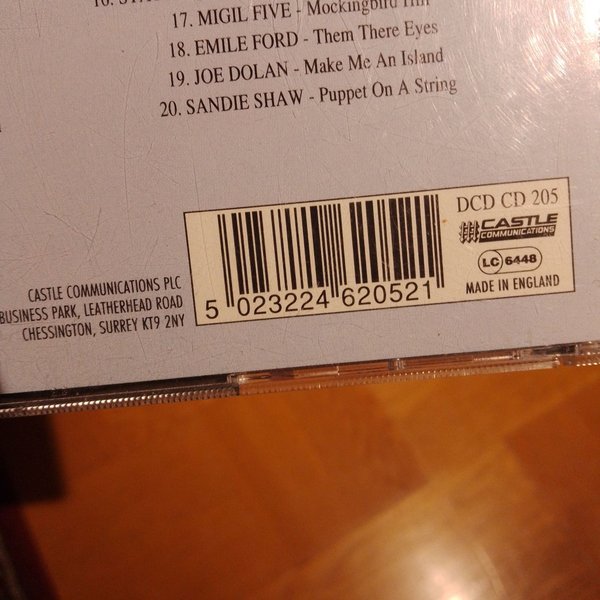 17. MIGIL FIVE - Mockingbird Hill
18. EMILE FORD - Them There Eyes
19. JOE DOLAN - Make Me An Island
20. SANDIE SHAW - Puppet On A String
DCD CD 205
CASTLE
COMMUNICATIONS
LC 6448
MADE IN ENGLAND
5 023224 620521
CASTLE COMMUNICATIONS PLC
BUSINESS PARK, LEATHERHEAD ROAD
CHESSINGTON, SURREY KT9 2NY